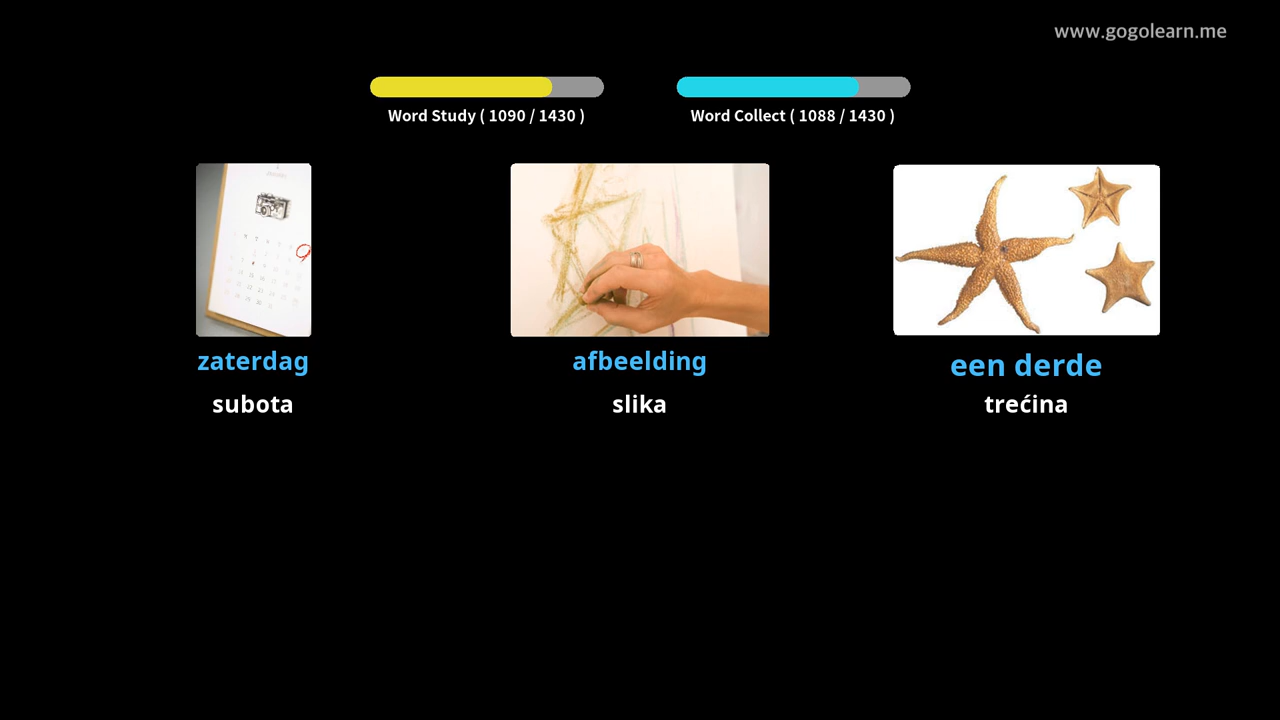 www.gogolearn.me
Word Study ( 1090 / 1430 )
Word Collect ( 1088 / 1430 )
zaterdag
afbeelding
een derde
subota
slika
trećina